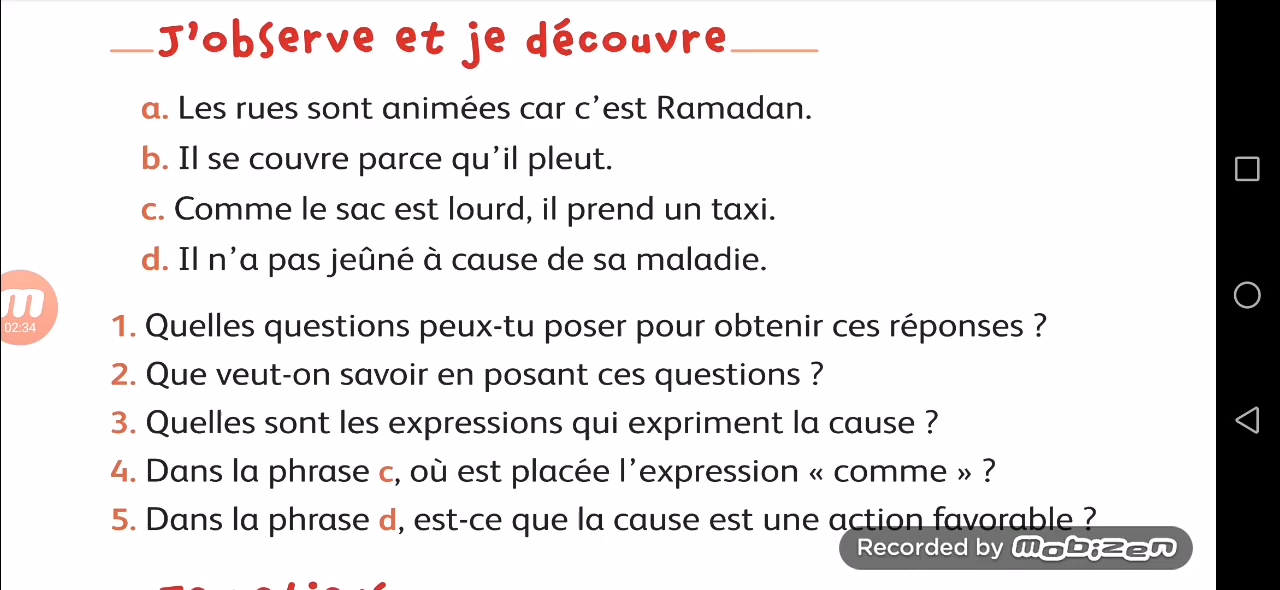 J'observe et je découvre
a. Les rues sont animées car c'est Ramadan.
b. Il se couvre parce qu'il pleut.
c. Comme le sac est lourd, il prend un taxi.
d. Il n'a pas jeûné à cause de sa maladie.
02:34
1. Quelles questions peux-tu poser pour obtenir ces réponses ?
2. Que veut-on savoir en posant ces questions ?
3. Quelles sont les expressions qui expriment la cause ?
4. Dans la phrase c, où est placée l'expression « comme » ?
5. Dans la phrase d, est-ce que la cause est une action favorable ?
Recorded by mobizen